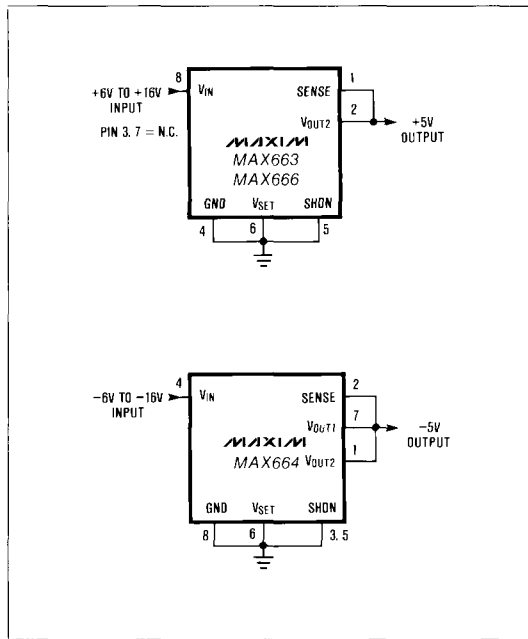 8
VIN
+6V TO +16V
INPUT
PIN 3, 7 = N.C.
SENSE
1
VOUT2
2
+5V
OUTPUT
MAXIM
MAX663
MAX666
GND
VSET
SHDN
4
6
5
4
VIN
−6V TO −16V
INPUT
SENSE
2
VOUT1
7
VOUT2
1
−5V
OUTPUT
MAXIM
MAX664
GND
VSET
SHDN
8
6
3, 5